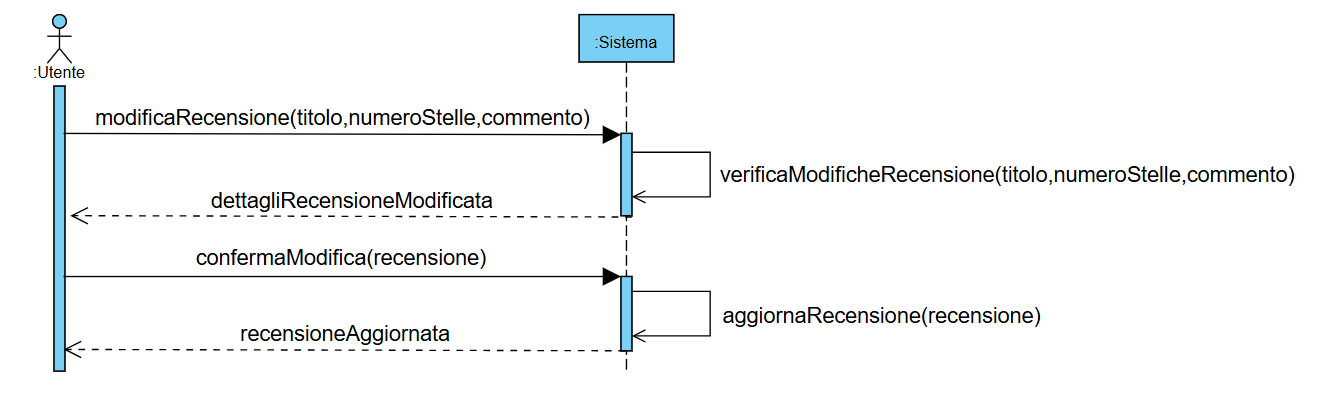 :Utente
:Sistema
modificaRecensione(titolo,numeroStelle,commento)
verificaModificheRecensione(titolo,numeroStelle,commento)
dettagliRecensioneModificata
confermaModifica(recensione)
aggiornaRecensione(recensione)
recensioneAggiornata